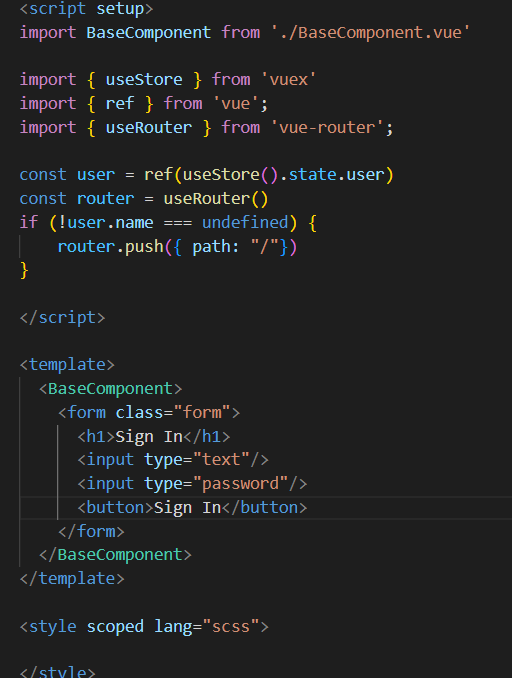 <script setup>
import BaseComponent from './BaseComponent.vue'
import { useStore } from 'vuex'
import { ref } from 'vue';
import { useRouter } from 'vue-router';
const user = ref(useStore().state.user)
const router = useRouter()
if (!user.name === undefined) {
    router.push({ path: "/"})
}
</script>
<template>
  <BaseComponent>
    <form class="form">
      <h1>Sign In</h1>
      <input type="text"/>
      <input type="password"/>
      <button>Sign In</button>
    </form>
  </BaseComponent>
</template>
<style scoped lang="scss">
</style>